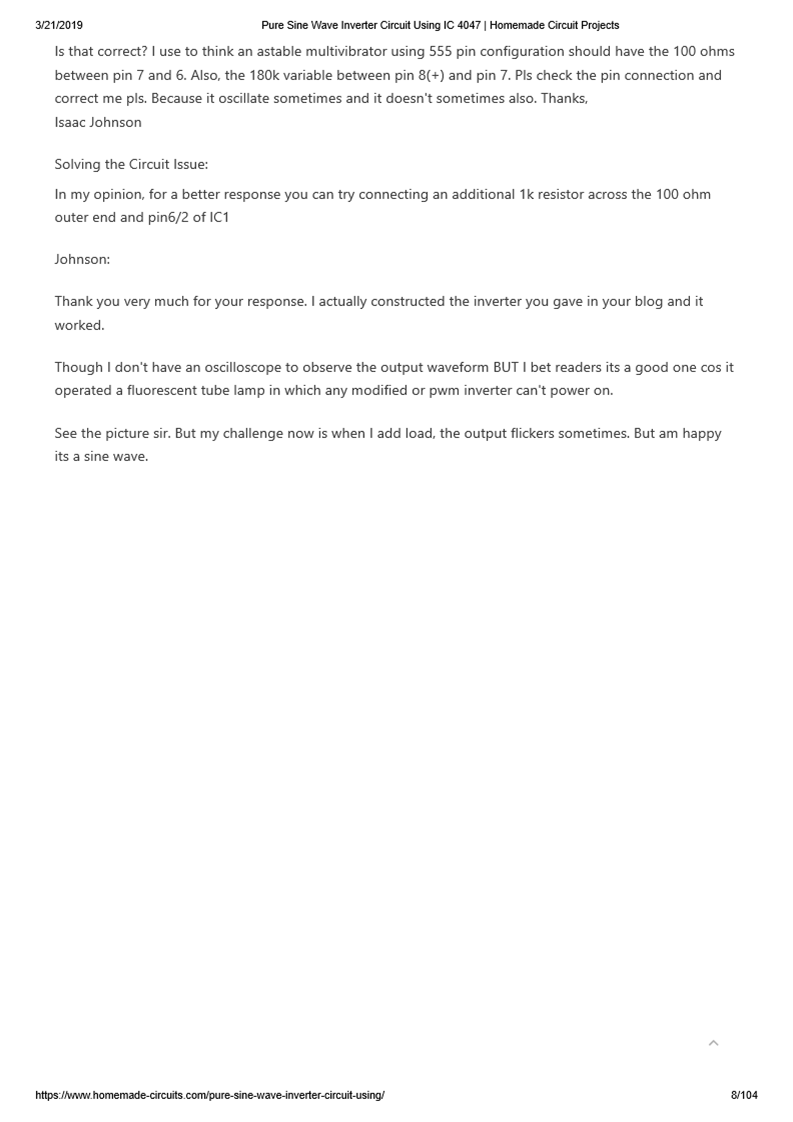 3/21/2019 Pure Sine Wave Inverter Circuit Using IC 4047 | Homemade Circuit Projects
Is that correct? I use to think an astable multivibrator using 555 pin configuration should have the 100 ohms
between pin 7 and 6. Also, the 180k variable between pin 8(+) and pin 7. Pls check the pin connection and
correct me pls. Because it oscillate sometimes and it doesn't sometimes also. Thanks,
Isaac Johnson
Solving the Circuit Issue:
In my opinion, for a better response you can try connecting an additional 1k resistor across the 100 ohm
outer end and pin6/2 of IC1
Johnson:
Thank you very much for your response. I actually constructed the inverter you gave in your blog and it
worked.
Though I don't have an oscilloscope to observe the output waveform BUT I bet readers its a good one cos it
operated a fluorescent tube lamp in which any modified or pwm inverter can't power on.
See the picture sir. But my challenge now is when I add load, the output flickers sometimes. But am happy
its a sine wave.
https://www.homemade-circuits.com/pure-sine-wave-inverter-circuit-using/ 8/104